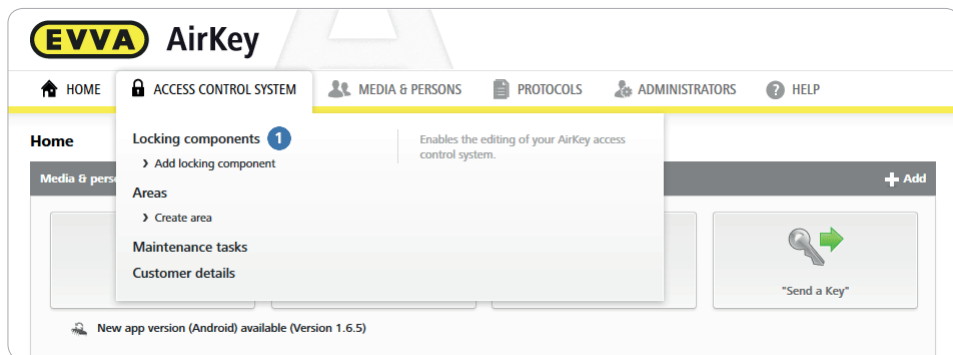 EVVA AirKey
HOME ACCESS CONTROL SYSTEM MEDIA & PERSONS PROTOCOLS ADMINISTRATORS ? HELP
Home
Locking components 1
› Add locking component
Areas
› Create area
Maintenance tasks
Customer details
Enables the editing of your AirKey access
control system.
Media & perso
+ Add
"Send a Key"
New app version (Android) available (Version 1.6.5)